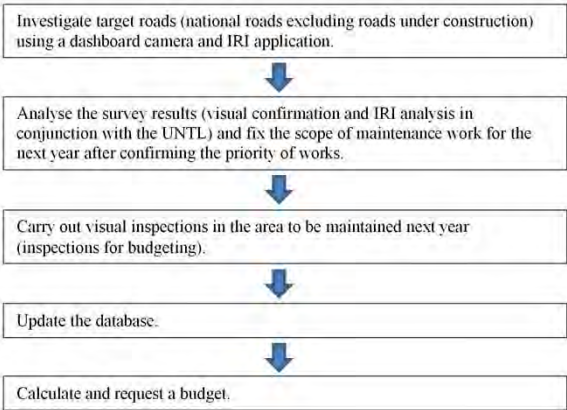 Investigate target roads (national roads excluding roads under construction)
using a dashboard camera and IRI application.
Analyse the survey results (visual confirmation and IRI analysis in
conjunction with the UNTL) and fix the scope of maintenance work for the
next year after confirming the priority of works.
Carry out visual inspections in the area to be maintained next year
(inspections for budgeting).
Update the database.
Calculate and request a budget.